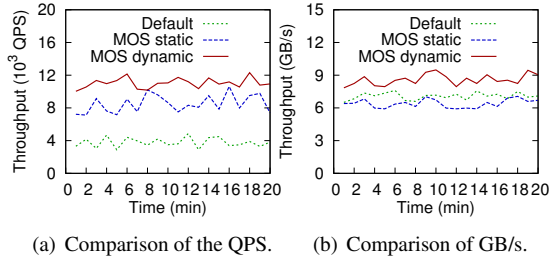 Default
MOS static
MOS dynamic
Throughput (10³ QPS)
20
16
12
8
4
0
0 2 4 6 8 10 12 14 16 18 20
Time (min)
(a) Comparison of the QPS.
Default
MOS static
MOS dynamic
Throughput (GB/s)
15
12
9
6
3
0
0 2 4 6 8 10 12 14 16 18 20
Time (min)
(b) Comparison of GB/s.